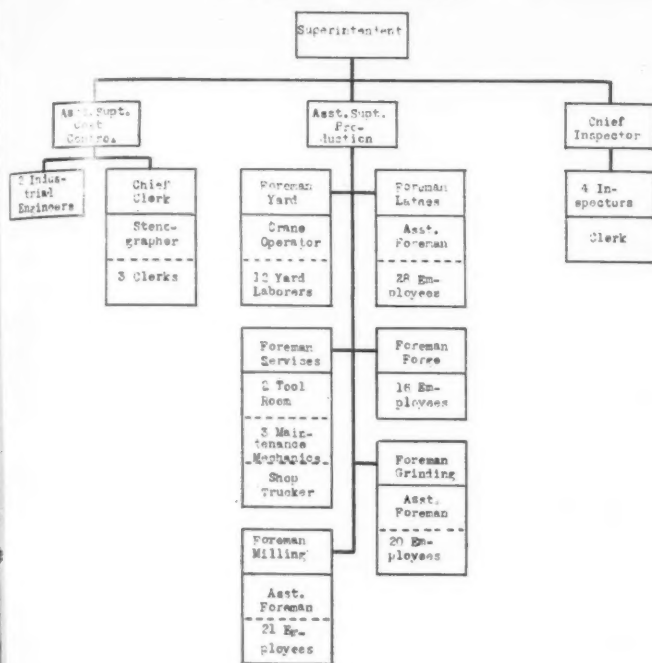 Superintendent
Asst.Supt.
Cost
Control
Asst.Supt.
Pro-
duction
Chief
Inspector
2 Indus-
trial
Engineers
Chief
Clerk
Stenc-
grapher
3 Clerks
Foreman
Yard
Crane
Operator
12 Yard
Laborers
Foreman
Lathes
Asst.
Foreman
28 Em-
ployees
4 In-
spectors
Clerk
Foreman
Services
2 Tool
Room
3 Main-
tenance
Mechanics
Shop
Trucker
Foreman
Forge
16 Em-
ployees
Foreman
Grinding
Asst.
Foreman
20 Em-
ployees
Foreman
Milling
Asst.
Foreman
21 Em-
ployees